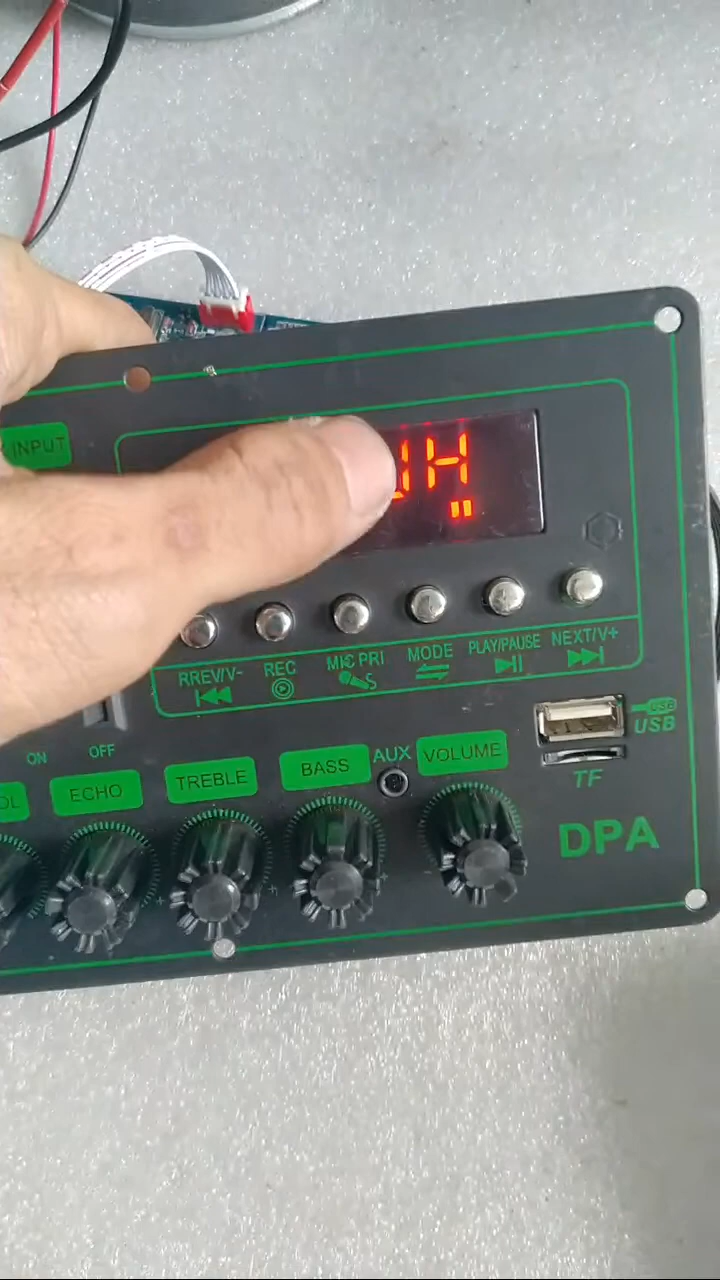 INPUT
H
RREV/V-
REC
MIC PRI
MODE
PLAY/PAUSE
NEXT/V+
ON
OFF
USB
USB
TF
ECHO
TREBLE
BASS
AUX
VOLUME
DPA